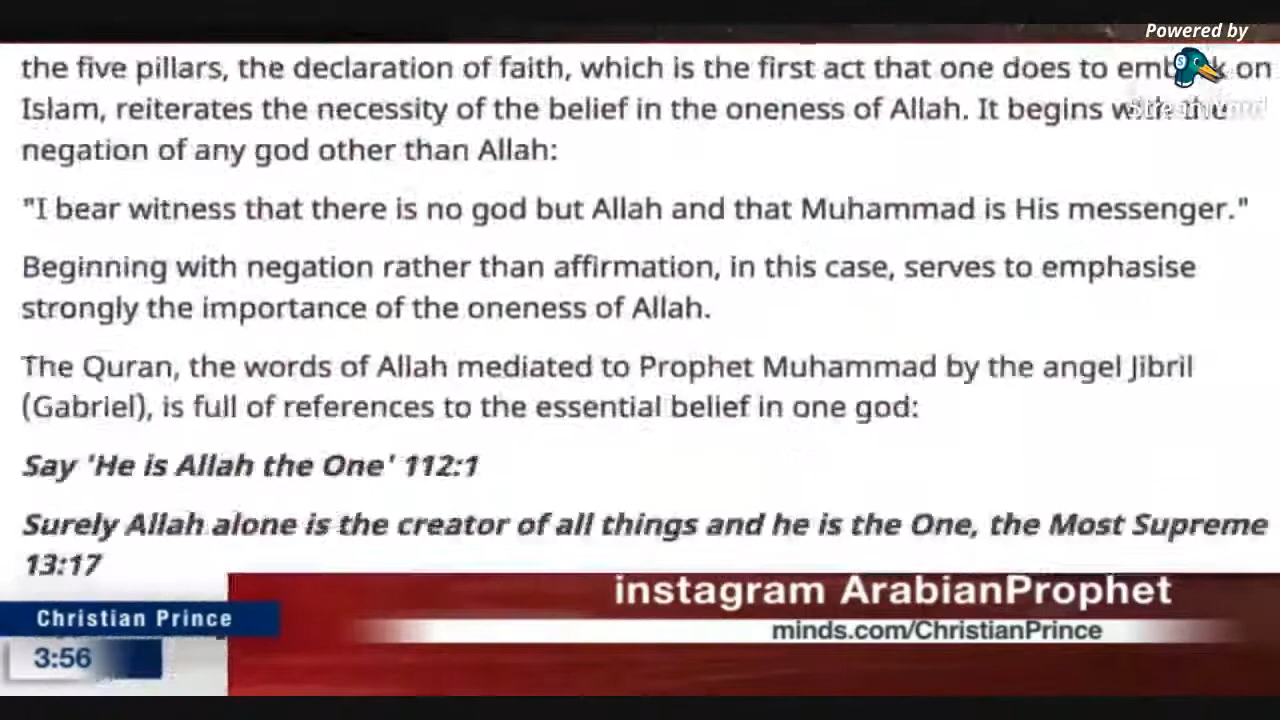 Powered by
the five pillars, the declaration of faith, which is the first act that one does to on
Islam, reiterates the necessity of the belief in the oneness of Allah. It begins with the
negation of any god other than Allah:
"I bear witness that there is no god but Allah and that Muhammad is His messenger."
Beginning with negation rather than affirmation, in this case, serves to emphasise
strongly the importance of the oneness of Allah.
The Quran, the words of Allah mediated to Prophet Muhammad by the angel Jibril
(Gabriel), is full of references to the essential belief in one god:
Say 'He is Allah the One' 112:1
Surely Allah alone is the creator of all things and he is the One, the Most Supreme
13:17
instagram ArabianProphet
Christian Prince
minds.com/ChristianPrince
3:56